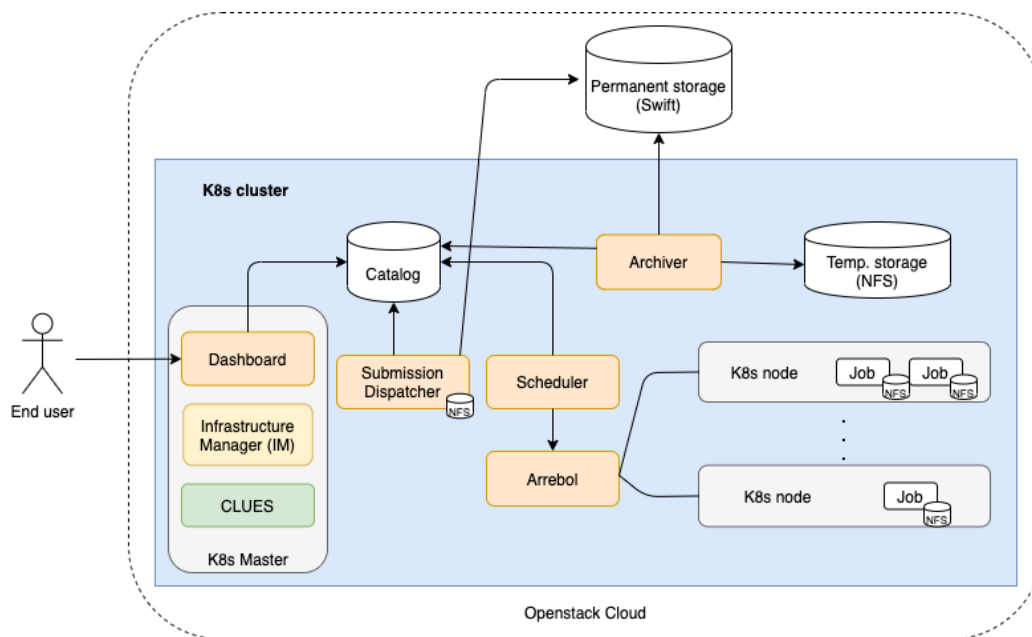 Permanent storage
(Swift)
K8s cluster
Catalog
Archiver
Temp. storage
(NFS)
End user
Dashboard
Infrastructure
Manager (IM)
CLUES
K8s Master
Submission
Dispatcher
NFS
Scheduler
Arrebol
K8s node
Job
NFS
Job
NFS
K8s node
Job
NFS
Openstack Cloud